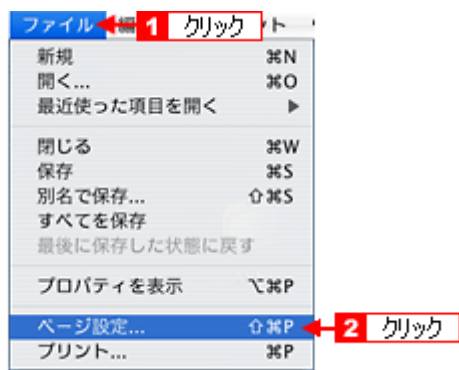 ファイル 編 1 クリック ト
新規 ⌘N
開く... ⌘O
最近使った項目を開く ▶
閉じる ⌘W
保存 ⌘S
別名で保存... ⇧⌘S
すべてを保存
最後に保存した状態に戻す
プロパティを表示 ⌥⌘P
ページ設定... ⇧⌘P 2 クリック
プリント... ⌘P